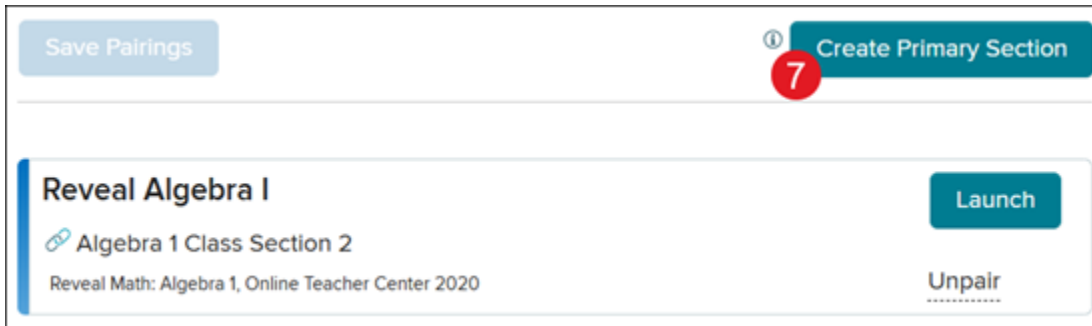 Save Pairings
ⓘ Create Primary Section
7
Reveal Algebra I
Launch
Algebra 1 Class Section 2
Reveal Math: Algebra 1, Online Teacher Center 2020
Unpair